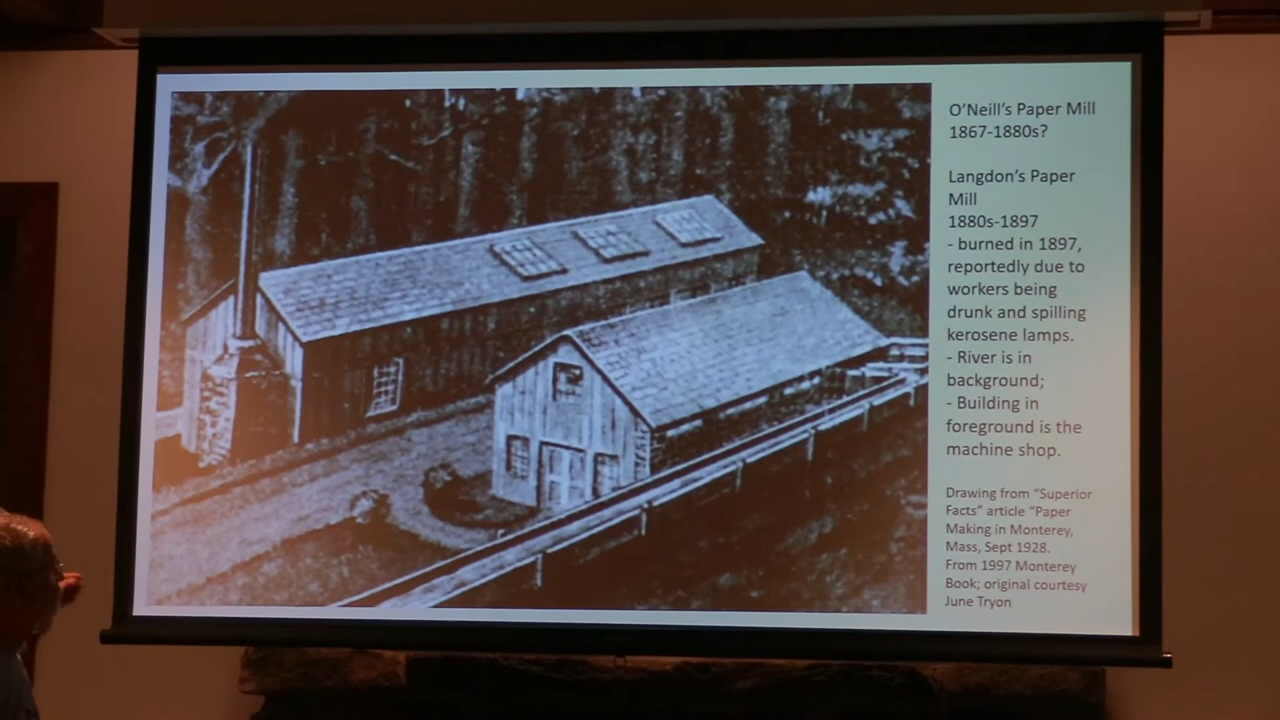 O'Neill's Paper Mill
1867-1880s?
Langdon's Paper
Mill
1880s-1897
- burned in 1897,
reportedly due to
workers being
drunk and spilling
kerosene lamps.
- River is in
background;
- Building in
foreground is the
machine shop.
Drawing from “Superior
Facts” article “Paper
Making in Monterey,
Mass, Sept 1928.
From 1997 Monterey
Book; original courtesy
June Tryon